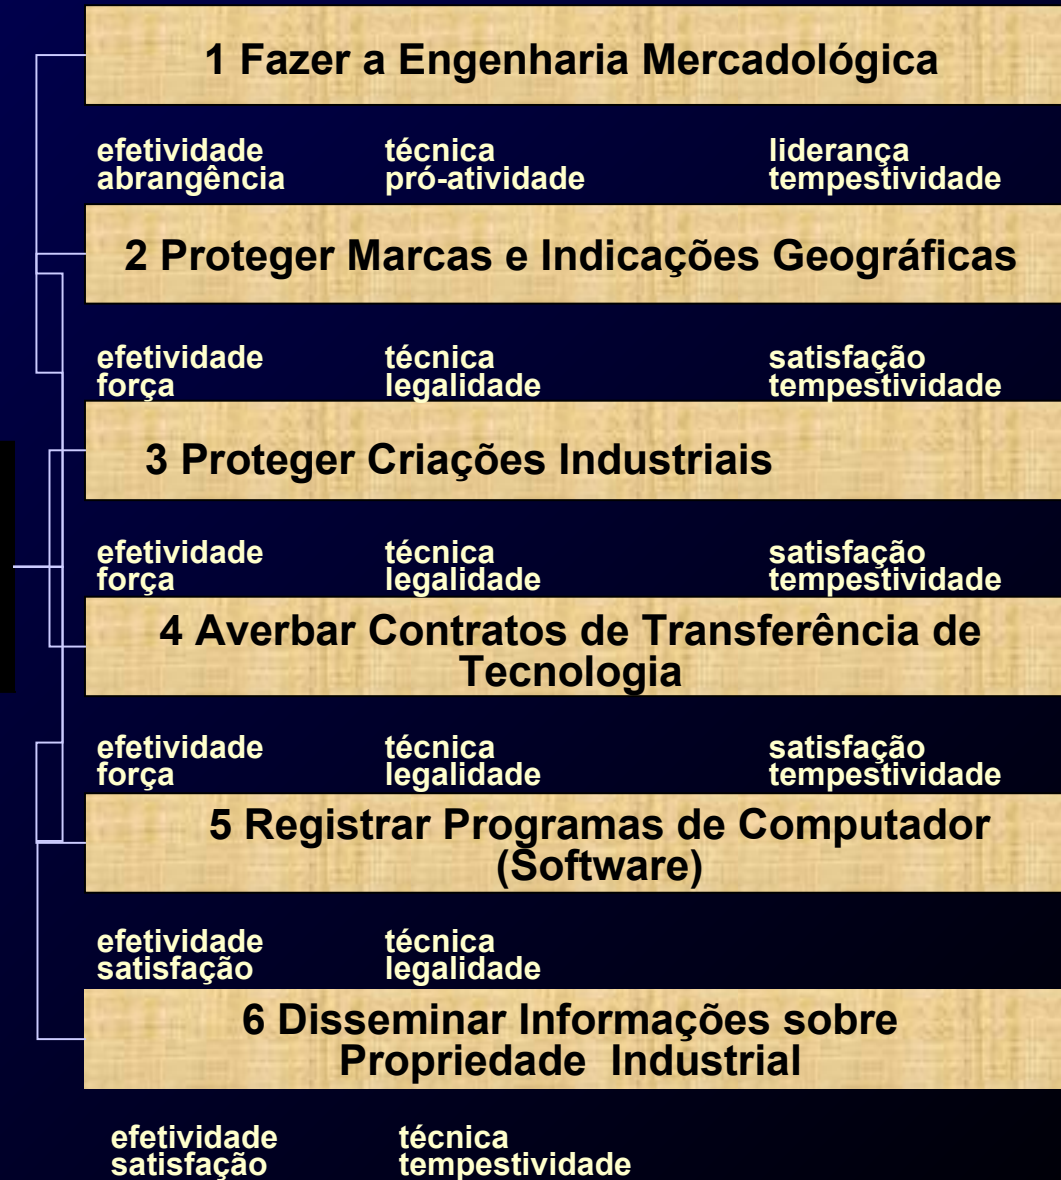 1 Fazer a Engenharia Mercadológica
efetividade técnica liderança
abrangência pró-atividade tempestividade
2 Proteger Marcas e Indicações Geográficas
efetividade técnica satisfação
força legalidade tempestividade
3 Proteger Criações Industriais
efetividade técnica satisfação
força legalidade tempestividade
4 Averbar Contratos de Transferência de
Tecnologia
efetividade técnica satisfação
força legalidade tempestividade
5 Registrar Programas de Computador
(Software)
efetividade técnica
satisfação legalidade
6 Disseminar Informações sobre
Propriedade Industrial
efetividade técnica
satisfação tempestividade